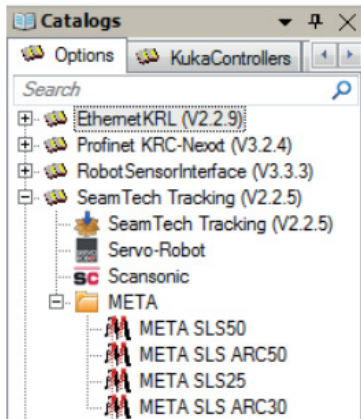 Catalogs
Options KukaControllers
Search
EthernetKRL (V2.2.9)
Profinet KRC-Nexxt (V3.2.4)
RobotSensorInterface (V3.3.3)
SeamTech Tracking (V2.2.5)
SeamTech Tracking (V2.2.5)
Servo-Robot
SC Scansonic
META
META SLS50
META SLS ARC50
META SLS25
META SLS ARC30